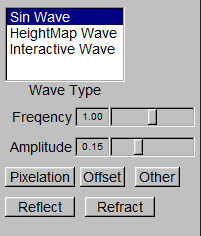 Sin Wave
HeightMap Wave
Interactive Wave
Wave Type
Freqency 1.00
Amplitude 0.15
Pixelation Offset Other
Reflect Refract